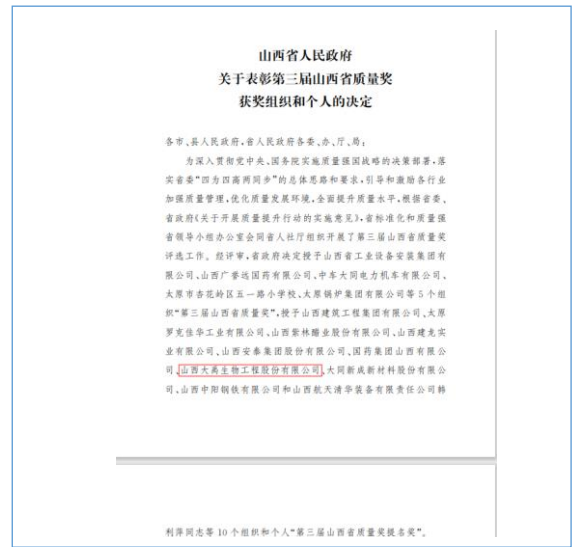 山西省人民政府
关于表彰第三届山西省质量奖
获奖组织和个人的决定
各市、县人民政府,省人民政府各委、办、厅、局:
为深入贯彻党中央、国务院实施质量强国战略的决策部署,落
实省委“四为四高两同步”的总体思路和要求,引导和激励各行业
加强质量管理,优化质量发展环境,全面提升质量水平,根据省委、
省政府《关于开展质量提升行动的实施意见》,省标准化和质量强
省领导小组办公室会同省人社厅组织开展了第三届山西省质量奖
评选工作。经评审,省政府决定授予山西省工业设备安装集团有
限公司、山西广誉远国药有限公司、中车大同电力机车有限公司、
太原市杏花岭区五一路小学校、太原锅炉集团有限公司等5个组
织“第三届山西省质量奖”,授予山西建筑工程集团有限公司、太原
罗克佳华工业有限公司、山西紫林醋业股份有限公司、山西建龙实
业有限公司、山西安泰集团股份有限公司、国药集团山西有限公
司、山西大禹生物工程股份有限公司、大同新成新材料股份有限公
司、山西中阳钢铁有限公司和山西航天清华装备有限责任公司韩
利萍同志等10个组织和个人“第三届山西省质量奖提名奖”。